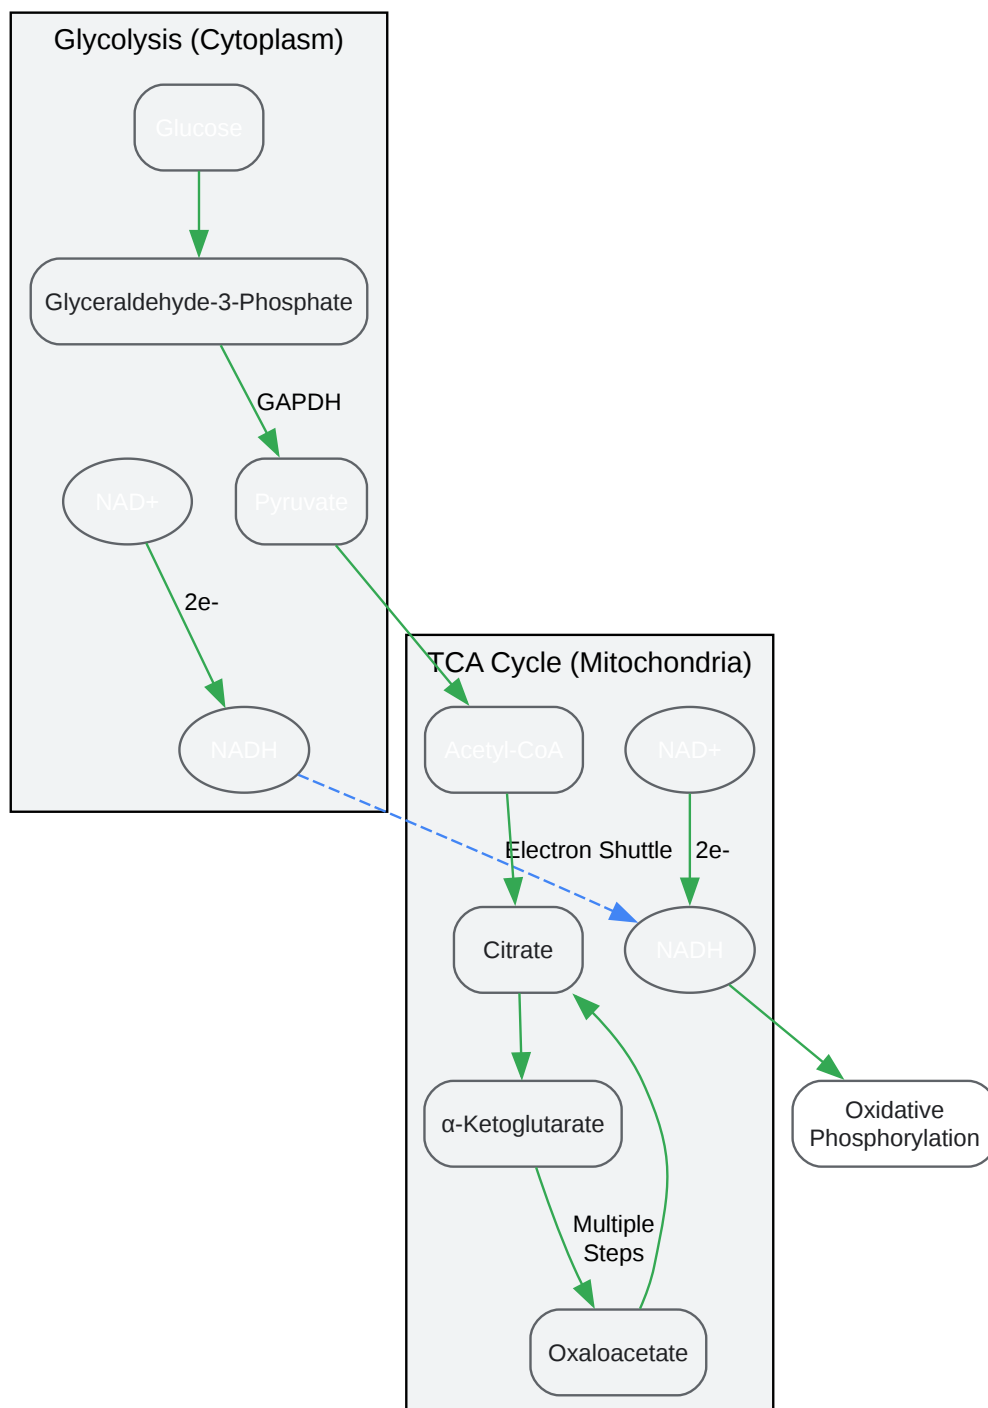 Glycolysis (Cytoplasm)
Glucose
Glyceraldehyde-3-Phosphate
GAPDH
NAD+
Pyruvate
2e-
NADH
TCA Cycle (Mitochondria)
Acetyl-CoA
NAD+
Electron Shuttle
2e-
Citrate
NADH
α-Ketoglutarate
Oxidative
Phosphorylation
Multiple
Steps
Oxaloacetate